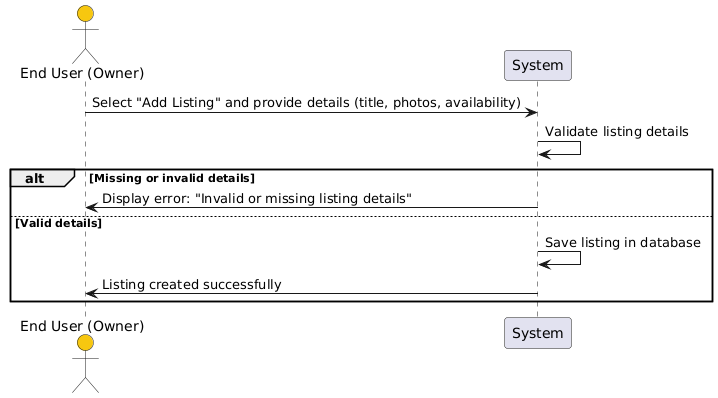 End User (Owner)
System
Select "Add Listing" and provide details (title, photos, availability)
Validate listing details
alt
[Missing or invalid details]
Display error: "Invalid or missing listing details"
[Valid details]
Save listing in database
Listing created successfully
End User (Owner)
System